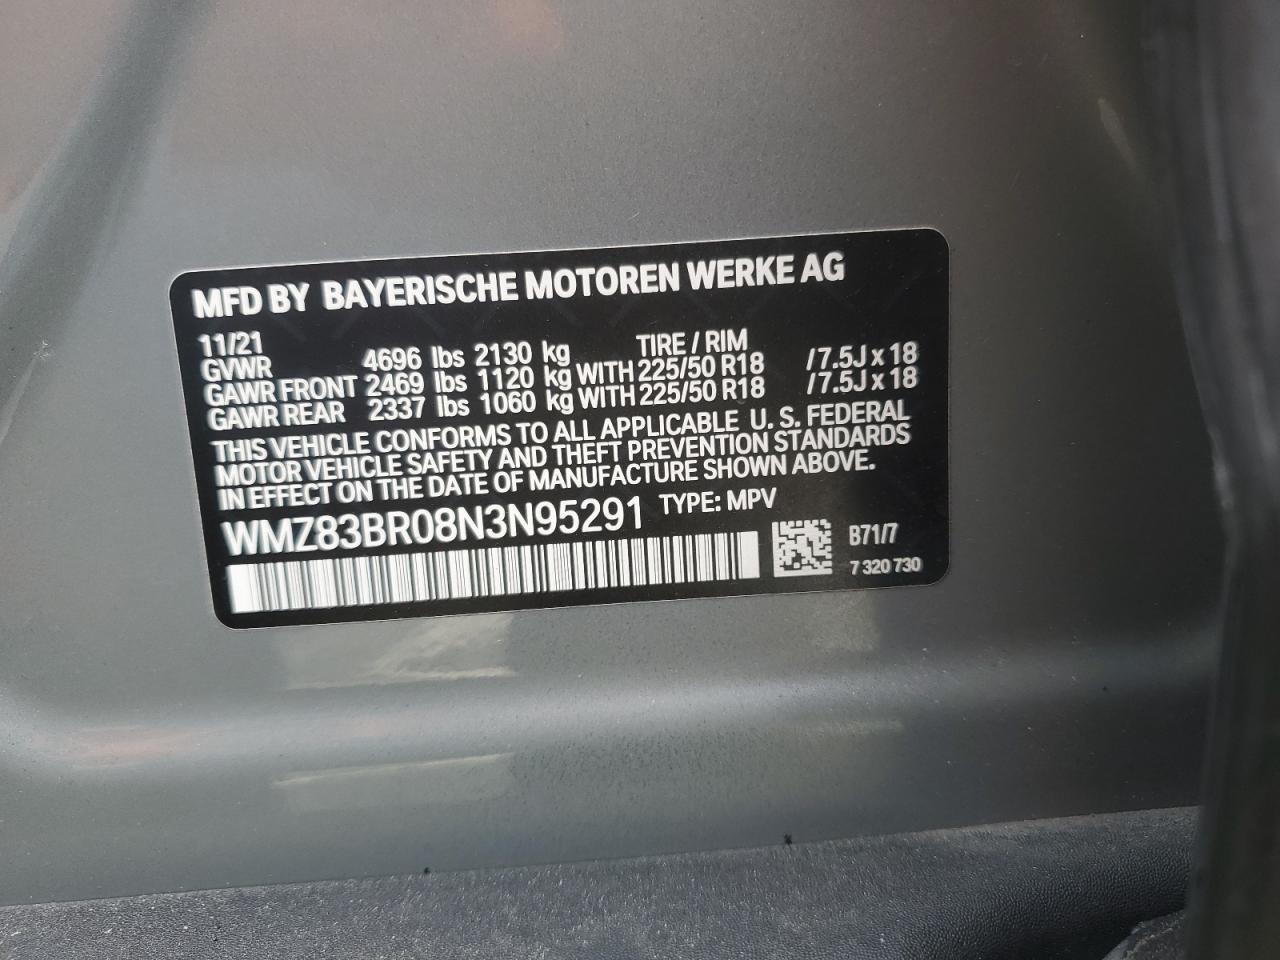 MFD BY BAYERISCHE MOTOREN WERKE AG
11/21 TIRE / RIM
GVWR 4696 lbs 2130 kg
GAWR FRONT 2469 lbs 1120 kg WITH 225/50 R18 / 7.5J x 18
GAWR REAR 2337 lbs 1060 kg WITH 225/50 R18 / 7.5J x 18
THIS VEHICLE CONFORMS TO ALL APPLICABLE U. S. FEDERAL
MOTOR VEHICLE SAFETY AND THEFT PREVENTION STANDARDS
IN EFFECT ON THE DATE OF MANUFACTURE SHOWN ABOVE.
WMZ83BR08N3N95291 TYPE: MPV
B71/7
7 320 730